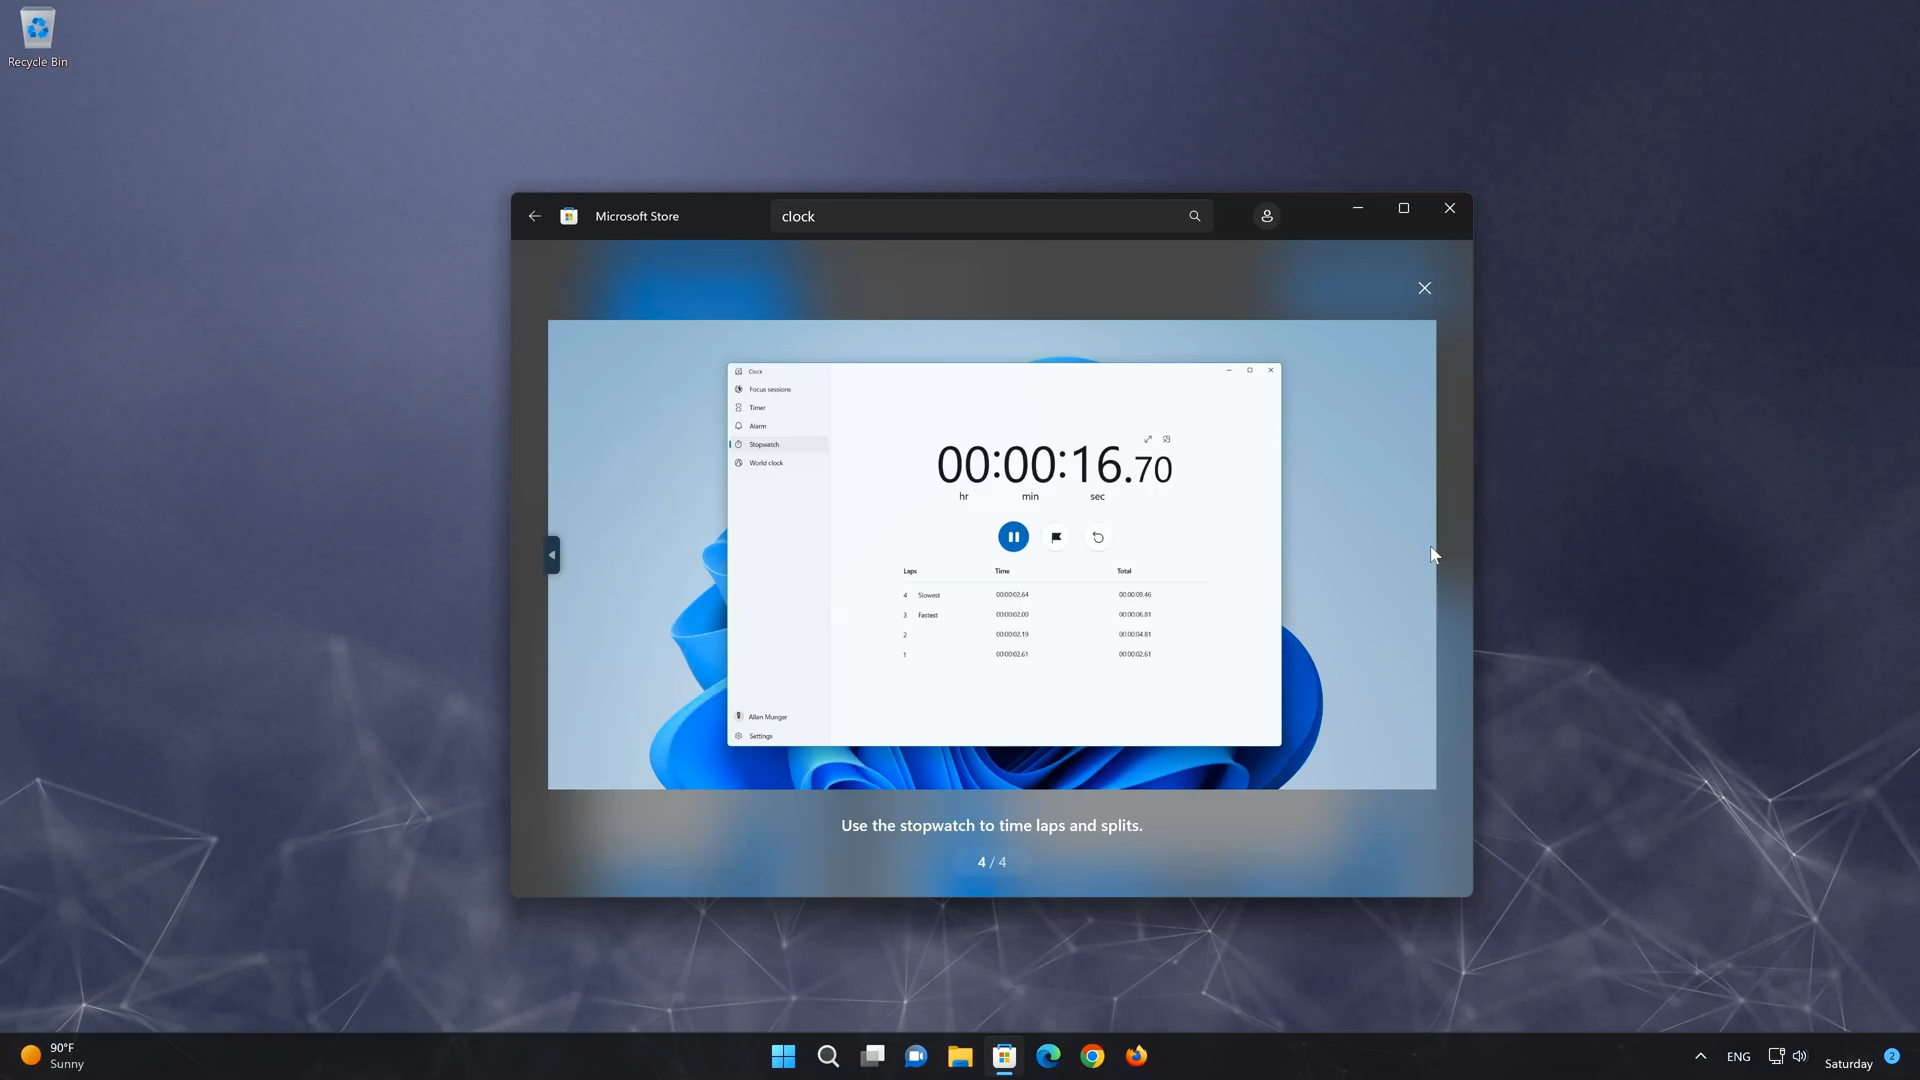 Recycle Bin
Microsoft Store
clock
Clock
Focus sessions
Timer
Alarm
Stopwatch
World clock
00:00:16.70
hr min sec
Laps Time Total
4 Slowest 00:00:02.64 00:00:09.46
3 Fastest 00:00:02.00 00:00:06.81
2 00:00:02.19 00:00:04.81
1 00:00:02.61 00:00:02.61
Allan Munger
Settings
Use the stopwatch to time laps and splits.
4 / 4
90°F
Sunny
ENG
Saturday
2